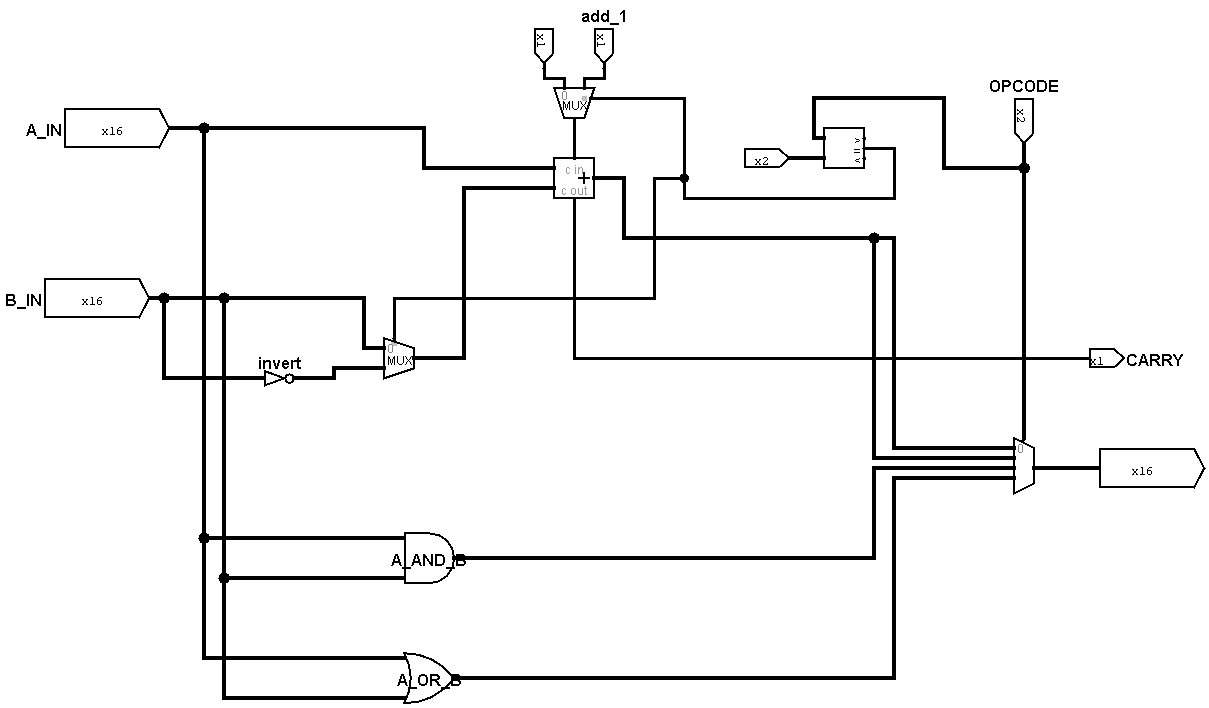 add_1
x1
x1
0
MUX
OPCODE
x2
A_IN
x16
x2
< = >
c in
+
c out
B_IN
x16
0
MUX
invert
x1
CARRY
0
x16
A_AND_B
A_OR_B